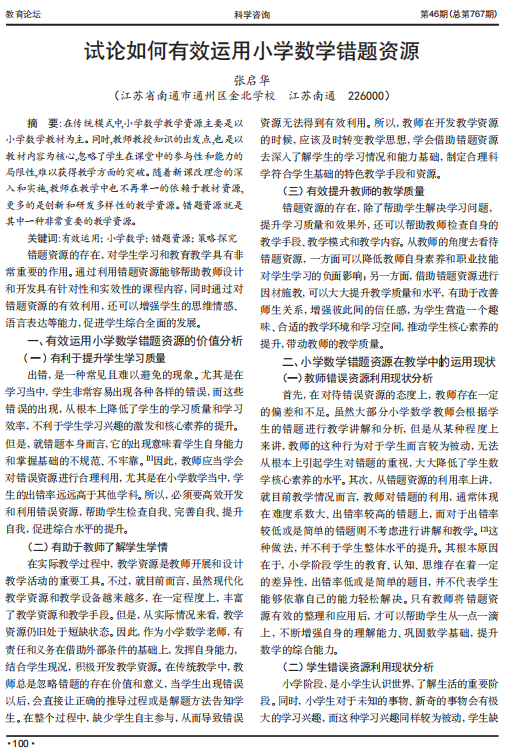 教育论坛
科学咨询
第46期(总第767期)
试论如何有效运用小学数学错题资源
张启华
(江苏省南通市通州区金北学校 江苏南通 226000)
摘 要:在传统模式中,小学数学教学资源主要是以
小学数学教材为主。同时,教师教授知识的出发点,也是以
教材内容为核心,忽略了学生在课堂中的参与性和能力的
局限性,难以获得教学方面的突破。随着新课改理念的深
入和实施,教师在教学中也不再单一的依赖于教材资源,
更多的是创新和研发多样性的教学资源。错题资源就是
其中一种非常重要的教学资源。
关键词:有效运用; 小学数学; 错题资源; 策略探究
错题资源的存在,对学生学习和教育教学具有非
常重要的作用。通过利用错题资源能够帮助教师设计
和开发具有针对性和实效性的课程内容,同时通过对
错题资源的有效利用,还可以增强学生的思维情感、
语言表达等能力,促进学生综合全面的发展。
一、有效运用小学数学错题资源的价值分析
(一)有利于提升学生学习质量
出错,是一种常见且难以避免的现象。尤其是在
学习当中,学生非常容易出现各种各样的错误,而这些
错误的出现,从根本上降低了学生的学习质量和学习
效率,不利于学生学习兴趣的激发和核心素养的提升。
但是,就错题本身而言,它的出现意味着学生自身能力
和掌握基础的不规范、不牢靠。[1]因此,教师应当学会
对错误资源进行合理利用,尤其是在小学数学当中,学
生的出错率远远高于其他学科。所以,必须要高效开发
和利用错误资源,帮助学生检查自我、完善自我、提升
自我,促进综合水平的提升。
(二)有助于教师了解学生学情
在实际教学过程中,教学资源是教师开展和设计
教学活动的重要工具。不过,就目前而言,虽然现代化
教学资源和教学设备越来越多,在一定程度上,丰富
了教学资源和教学手段。但是,从实际情况来看,教学
资源仍旧处于短缺状态。因此,作为小学数学老师,有
责任和义务在借助外部条件的基础上,发挥自身能力,
结合学生现况,积极开发教学资源。在传统教学中,教
师总是忽略错题的存在价值和意义,当学生出现错误
以后,会直接让正确的推导过程或是解题方法告知学
生。在整个过程中,缺少学生自主参与,从而导致错误
资源无法得到有效利用。所以,教师在开发教学资源
的时候,应该及时转变教学思想,学会借助错题资源
去深入了解学生的学习情况和能力基础,制定合理科
学符合学生基础的特色教学手段和资源。
(三)有效提升教师的教学质量
错题资源的存在,除了帮助学生解决学习问题,
提升学习质量和效果外,还可以帮助教师检查自身的
教学手段、教学模式和教学内容。从教师的角度去看待
错题资源,一方面可以降低教师自身素养和职业技能
对学生学习的负面影响,另一方面,借助错题资源进行
因材施教,可以大大提升教学质量和水平,有助于改善
师生关系,增强彼此间的信任感,为学生营造一个趣
味、合适的教学环境和学习空间,推动学生核心素养的
提升,带动教师的教学质量。
二、小学数学错题资源在教学中的运用现状
(一)教师错误资源利用现状分析
首先,在对待错误资源的态度上,教师存在一定
的偏差和不足。虽然大部分小学数学教师会根据学
生的错题进行教学讲解和分析,但是从某种程度上
来讲,教师的这种行为对于学生而言较为被动,无法
从根本上引起学生对错题的重视,大大降低了学生数
学核心素养的水平。其次,从错题资源的利用率上讲,
就目前教学情况而言,教师对错题的利用,通常体现
在难度系数大、出错率较高的错题上,而对于出错率
较低或是简单的错题则不考虑进行讲解和教学。[2]这
种做法,并不利于学生整体水平的提升。其根本原因
在于,小学阶段学生的教育、认知、思维存在着一定
的差异性,出错率低或是简单的题目,并不代表学生
能够依靠自己的能力轻松解决。只有教师将错题资
源有效的整理和应用后,才可以帮助学生从一点一滴
上,不断增强自身的理解能力、巩固数学基础,提升
数学的综合能力。
(二)学生错误资源利用现状分析
小学阶段,是小学生认识世界,了解生活的重要阶
段。同时,小学生对于未知的事物、新奇的事物会有极
大的学习兴趣,而这种学习兴趣同样较为被动,学生缺
·100·